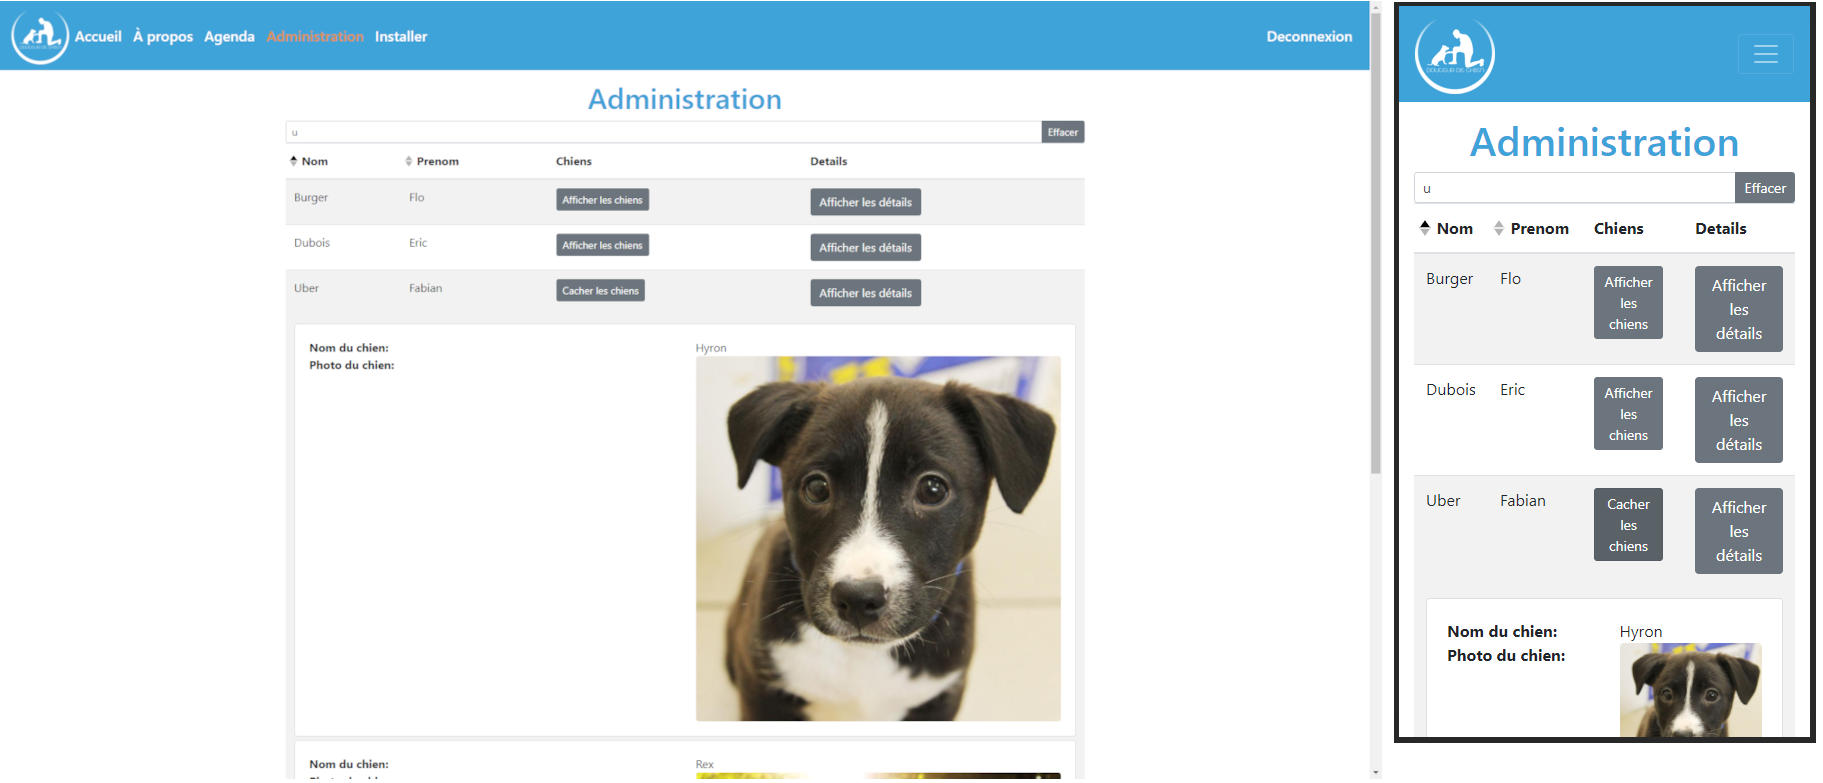 Accueil À propos Agenda Administration Installer Deconnexion
Administration
u Effacer
Nom Prenom Chiens Details
Burger Flo Afficher les chiens Afficher les détails
Dubois Eric Afficher les chiens Afficher les détails
Uber Fabian Cacher les chiens Afficher les détails
Nom du chien: Hyron
Photo du chien:
Nom du chien: Rex
DOUCEUR DE CHIEN
Administration
u Effacer
Nom Prenom Chiens Details
Burger Flo
Afficher
les
chiens
Afficher
les
détails
Dubois Eric
Afficher
les
chiens
Afficher
les
détails
Uber Fabian
Cacher
les
chiens
Afficher
les
détails
Nom du chien: Hyron
Photo du chien: